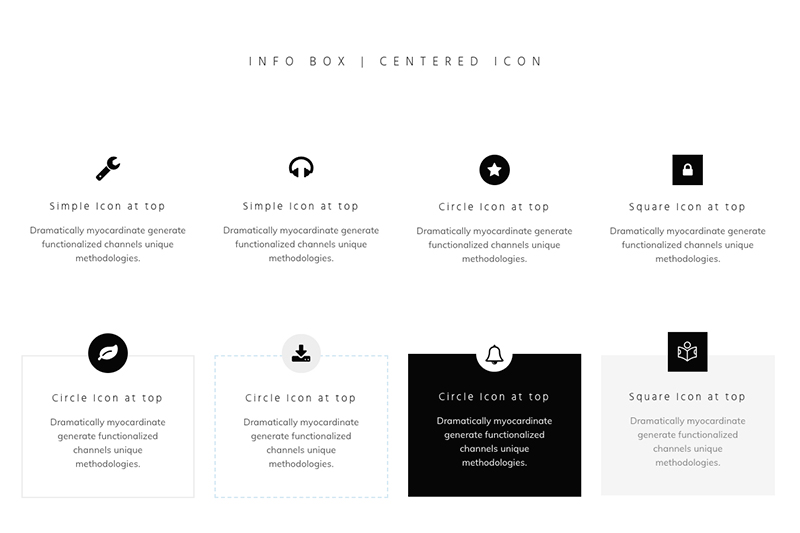 INFO BOX | CENTERED ICON
Simple Icon at top
Dramatically myocardinate generate
functionalized channels unique
methodologies.
Simple Icon at top
Dramatically myocardinate generate
functionalized channels unique
methodologies.
Circle Icon at top
Dramatically myocardinate generate
functionalized channels unique
methodologies.
Square Icon at top
Dramatically myocardinate generate
functionalized channels unique
methodologies.
Circle Icon at top
Dramatically myocardinate
generate functionalized
channels unique
methodologies.
Circle Icon at top
Dramatically myocardinate
generate functionalized
channels unique
methodologies.
Circle Icon at top
Dramatically myocardinate
generate functionalized
channels unique
methodologies.
Square Icon at top
Dramatically myocardinate
generate functionalized
channels unique
methodologies.